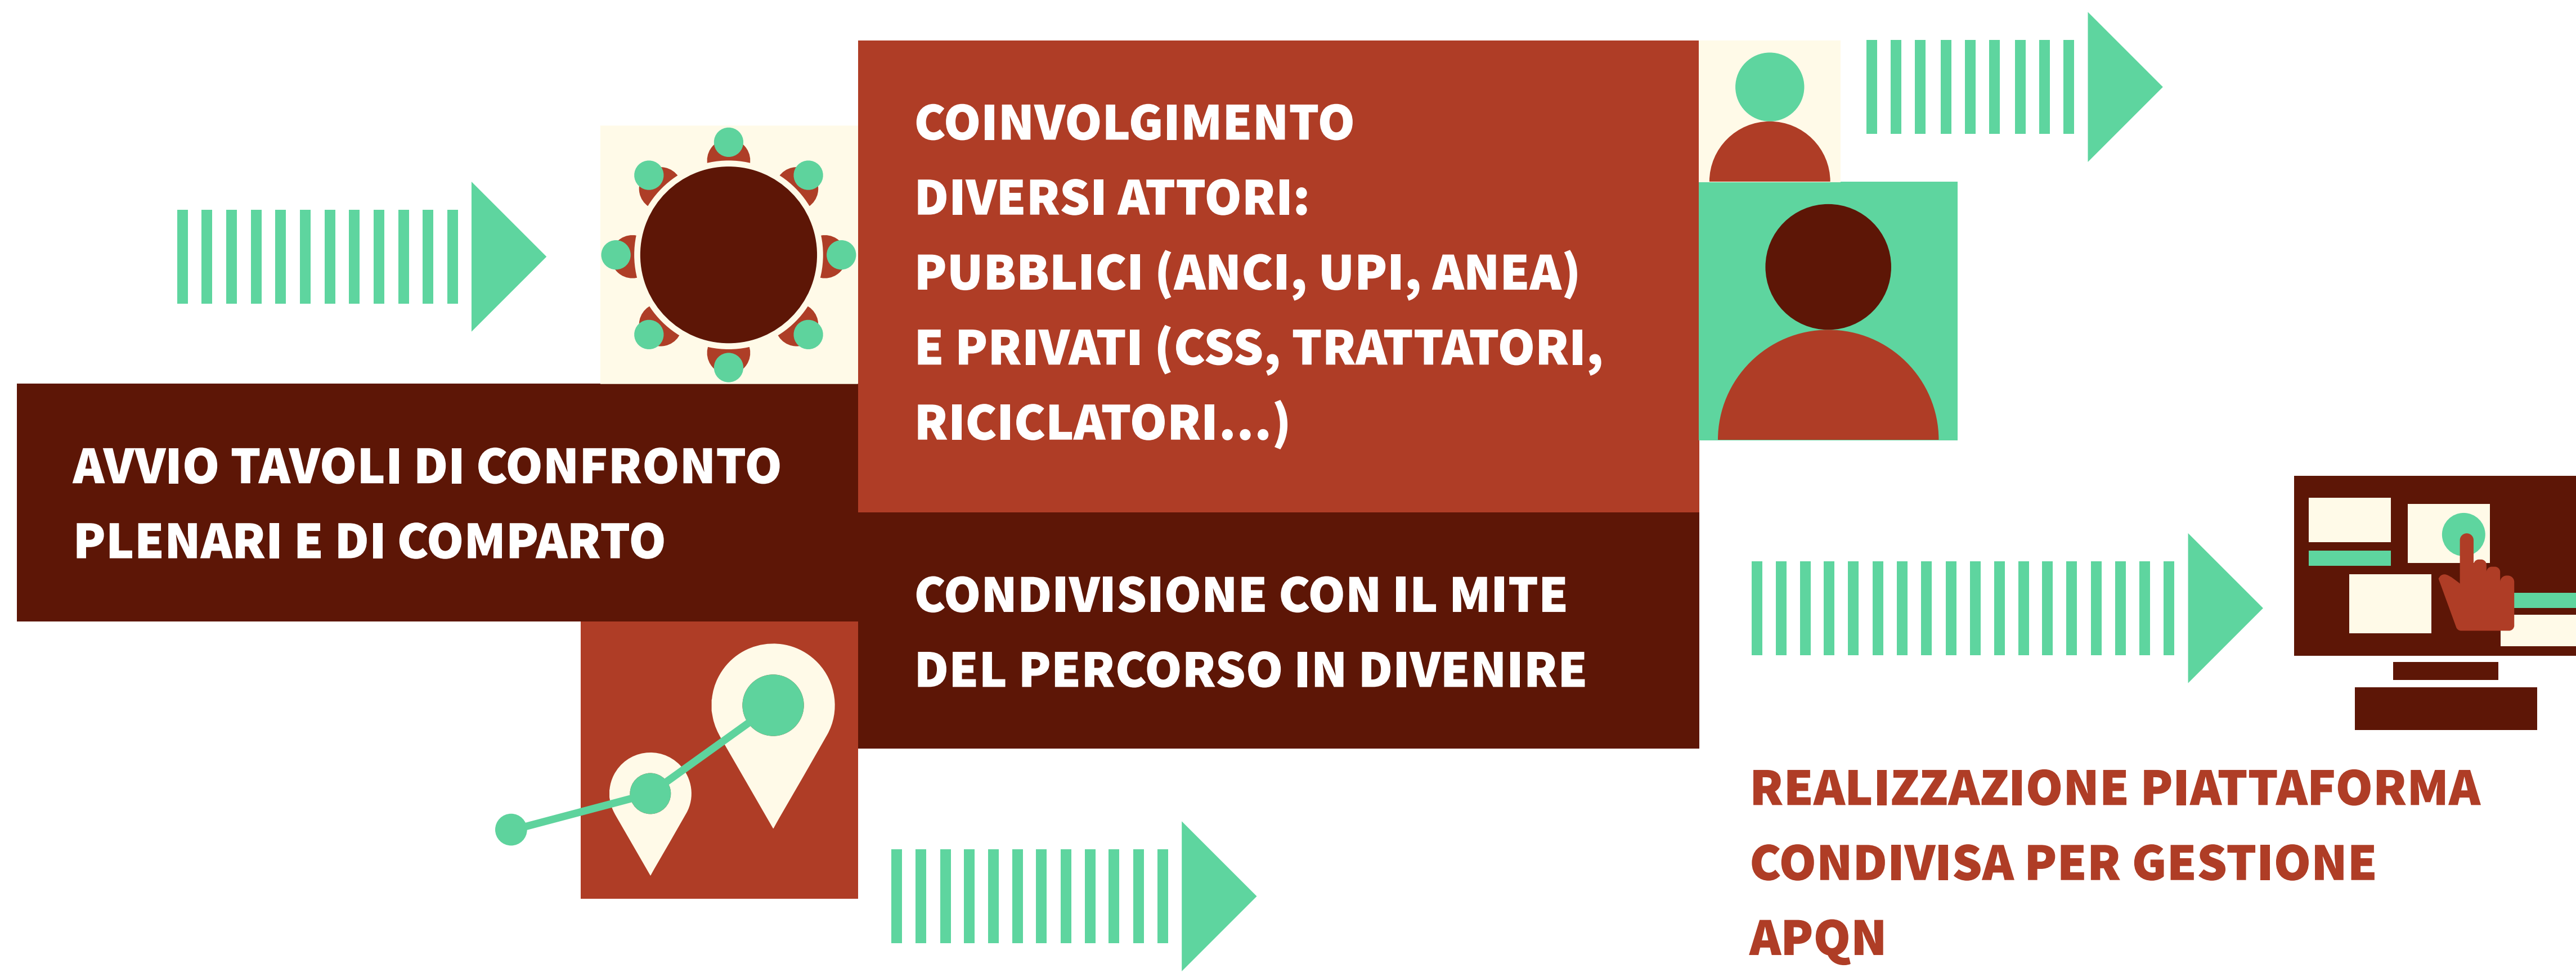 AVVIO TAVOLI DI CONFRONTO
PLENARI E DI COMPARTO
COINVOLGIMENTO
DIVERSI ATTORI:
PUBBLICI (ANCI, UPI, ANEA)
E PRIVATI (CSS, TRATTATORI,
RICICLATORI...)
CONDIVISIONE CON IL MITE
DEL PERCORSO IN DIVENIRE
REALIZZAZIONE PIATTAFORMA
CONDIVISA PER GESTIONE
APQN